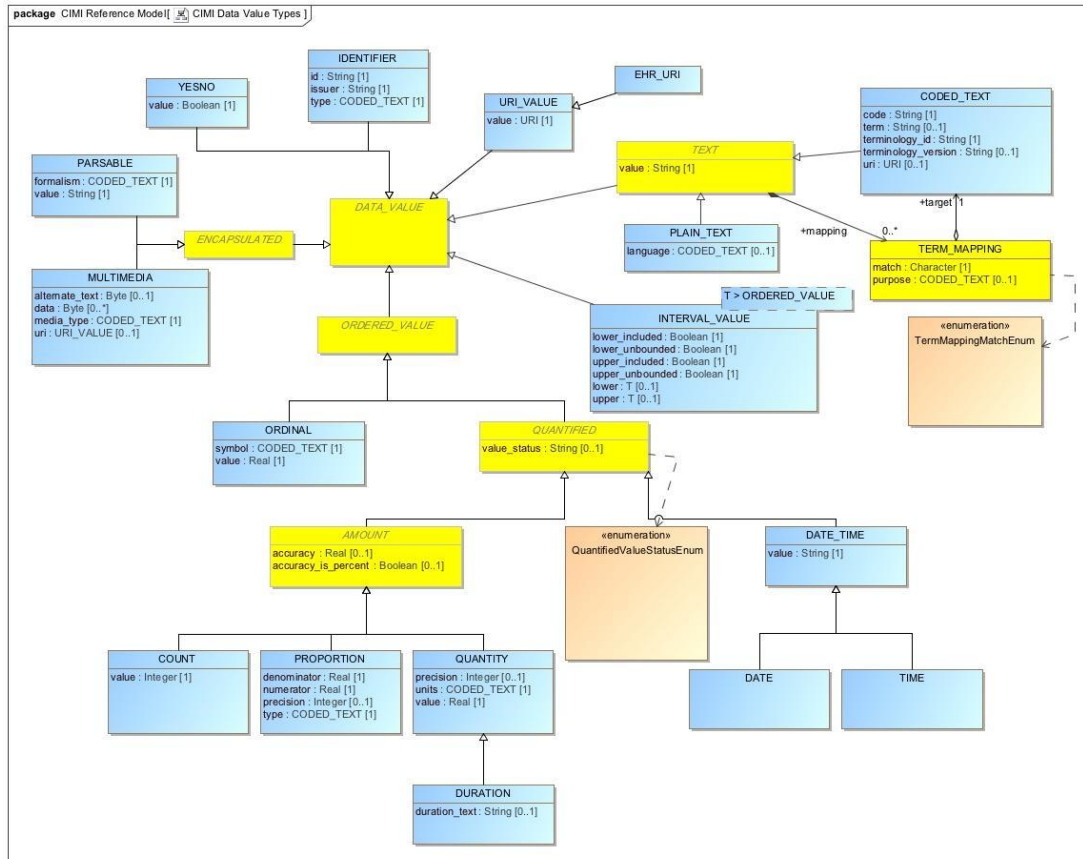 package CIMI Reference Model[ CIMI Data Value Types ]
YESNO
value : Boolean [1]
IDENTIFIER
id : String [1]
issuer : String [1]
type : CODED_TEXT [1]
URI_VALUE
value : URI [1]
EHR_URI
CODED_TEXT
code : String [1]
term : String [0..1]
terminology_id : String [1]
terminology_version : String [0..1]
uri : URI [0..1]
PARSABLE
formalism : CODED_TEXT [1]
value : String [1]
TEXT
value : String [1]
DATA_VALUE
ENCAPSULATED
PLAIN_TEXT
language : CODED_TEXT [0..1]
+mapping
0..*
+target
1
TERM_MAPPING
match : Character [1]
purpose : CODED_TEXT [0..1]
MULTIMEDIA
alternate_text : Byte [0..1]
data : Byte [0..*]
media_type : CODED_TEXT [1]
uri : URI_VALUE [0..1]
ORDERED_VALUE
T > ORDERED_VALUE
INTERVAL_VALUE
lower_included : Boolean [1]
lower_unbounded : Boolean [1]
upper_included : Boolean [1]
upper_unbounded : Boolean [1]
lower : T [0..1]
upper : T [0..1]
«enumeration»
TermMappingMatchEnum
ORDINAL
symbol : CODED_TEXT [1]
value : Real [1]
QUANTIFIED
value_status : String [0..1]
AMOUNT
accuracy : Real [0..1]
accuracy_is_percent : Boolean [0..1]
«enumeration»
QuantifiedValueStatusEnum
DATE_TIME
value : String [1]
COUNT
value : Integer [1]
PROPORTION
denominator : Real [1]
numerator : Real [1]
precision : Integer [0..1]
type : CODED_TEXT [1]
QUANTITY
precision : Integer [0..1]
units : CODED_TEXT [1]
value : Real [1]
DATE
TIME
DURATION
duration_text : String [0..1]